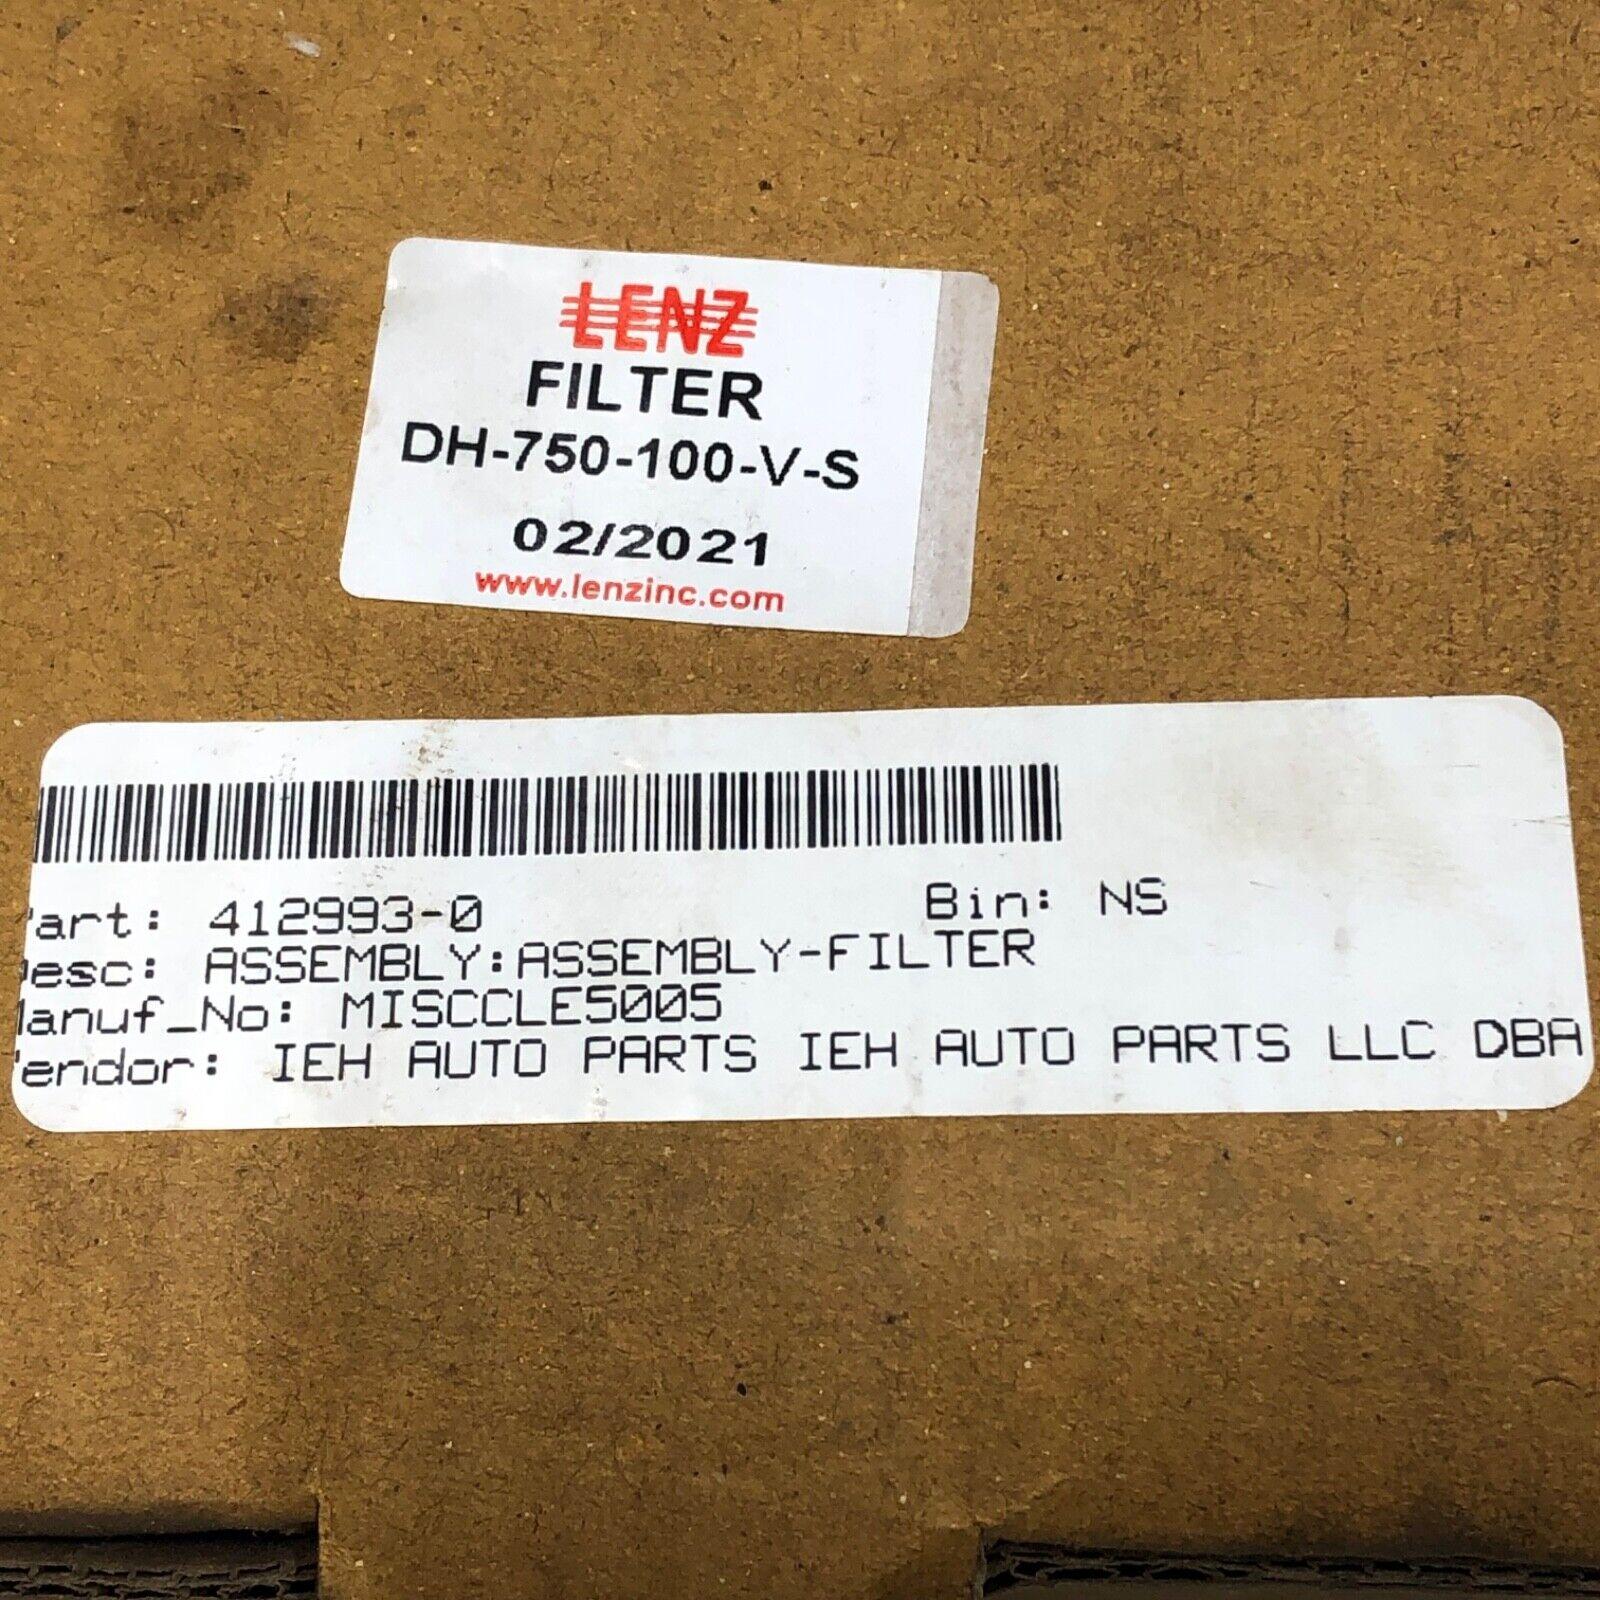 LENZ
FILTER
DH-750-100-V-S
02/2021
www.lenzinc.com
art: 412993-0 Bin: NS
esc: ASSEMBLY:ASSEMBLY-FILTER
anuf_No: MISCCLE5005
endor: IEH AUTO PARTS IEH AUTO PARTS LLC DBA